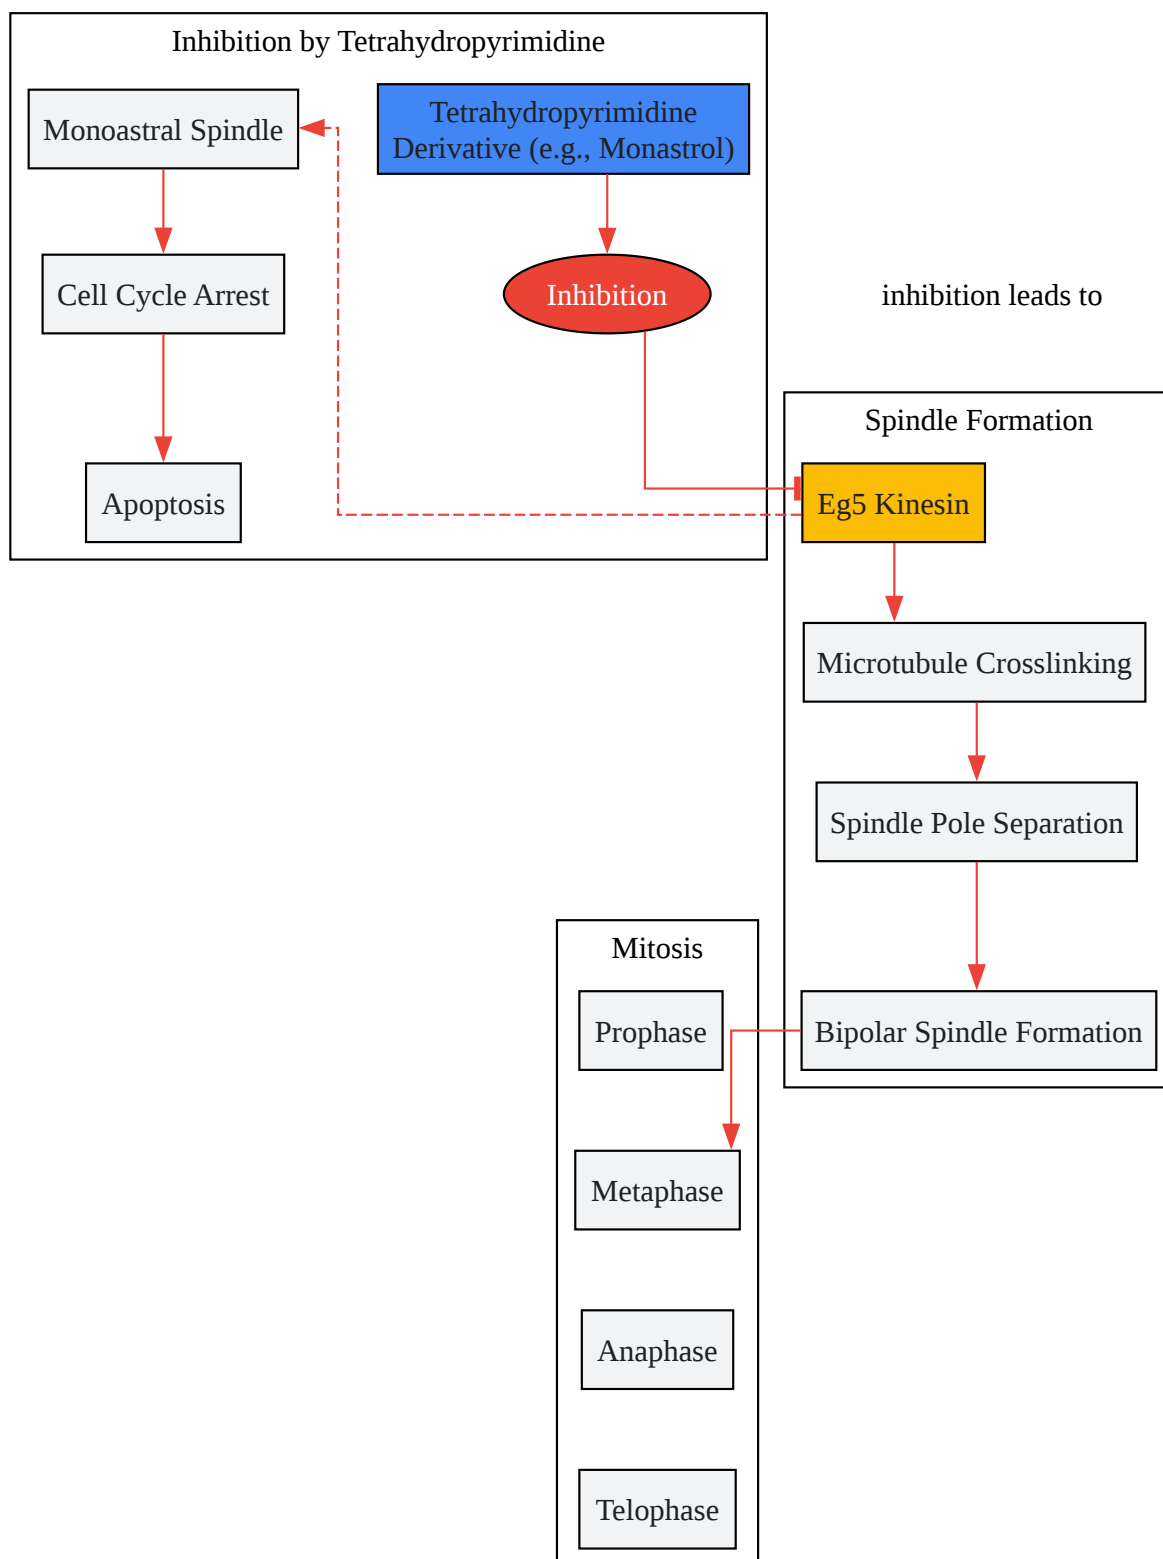 Inhibition by Tetrahydropyrimidine
Monoastral Spindle
Tetrahydropyrimidine
Derivative (e.g., Monastrol)
Cell Cycle Arrest
Inhibition
inhibition leads to
Apoptosis
Spindle Formation
Eg5 Kinesin
Microtubule Crosslinking
Spindle Pole Separation
Bipolar Spindle Formation
Mitosis
Prophase
Metaphase
Anaphase
Telophase